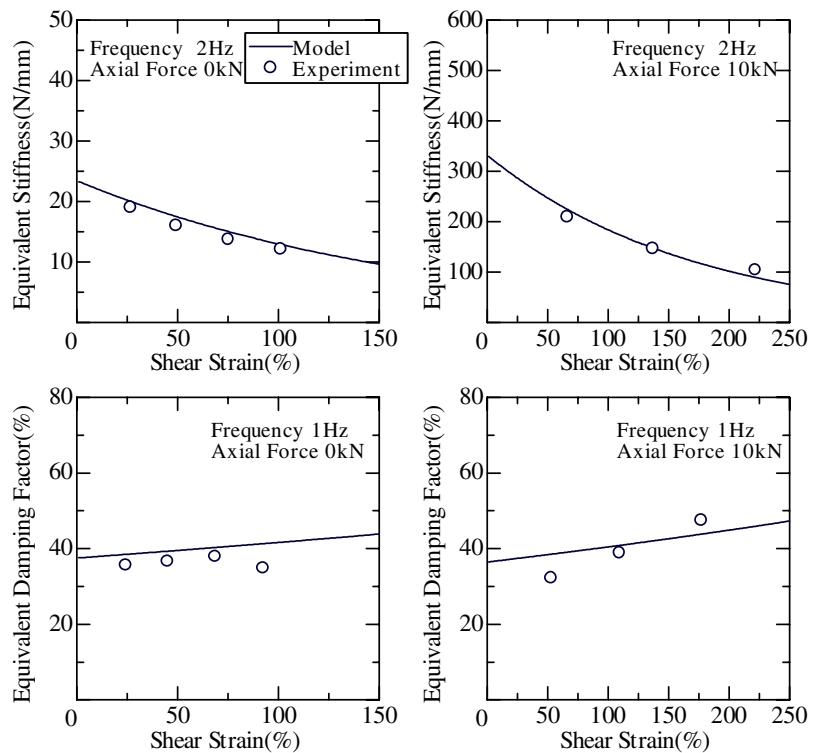 50
40
30
20
10
0
50
100
150
Equivalent Stiffness(N/mm)
Shear Strain(%)
Frequency 2Hz
Axial Force 0kN
Model
Experiment
600
500
400
300
200
100
0
50
100
150
200
250
Equivalent Stiffness(N/mm)
Shear Strain(%)
Frequency 2Hz
Axial Force 10kN
80
60
40
20
0
50
100
150
Equivalent Damping Factor(%)
Shear Strain(%)
Frequency 1Hz
Axial Force 0kN
80
60
40
20
0
50
100
150
200
250
Equivalent Damping Factor(%)
Shear Strain(%)
Frequency 1Hz
Axial Force 10kN